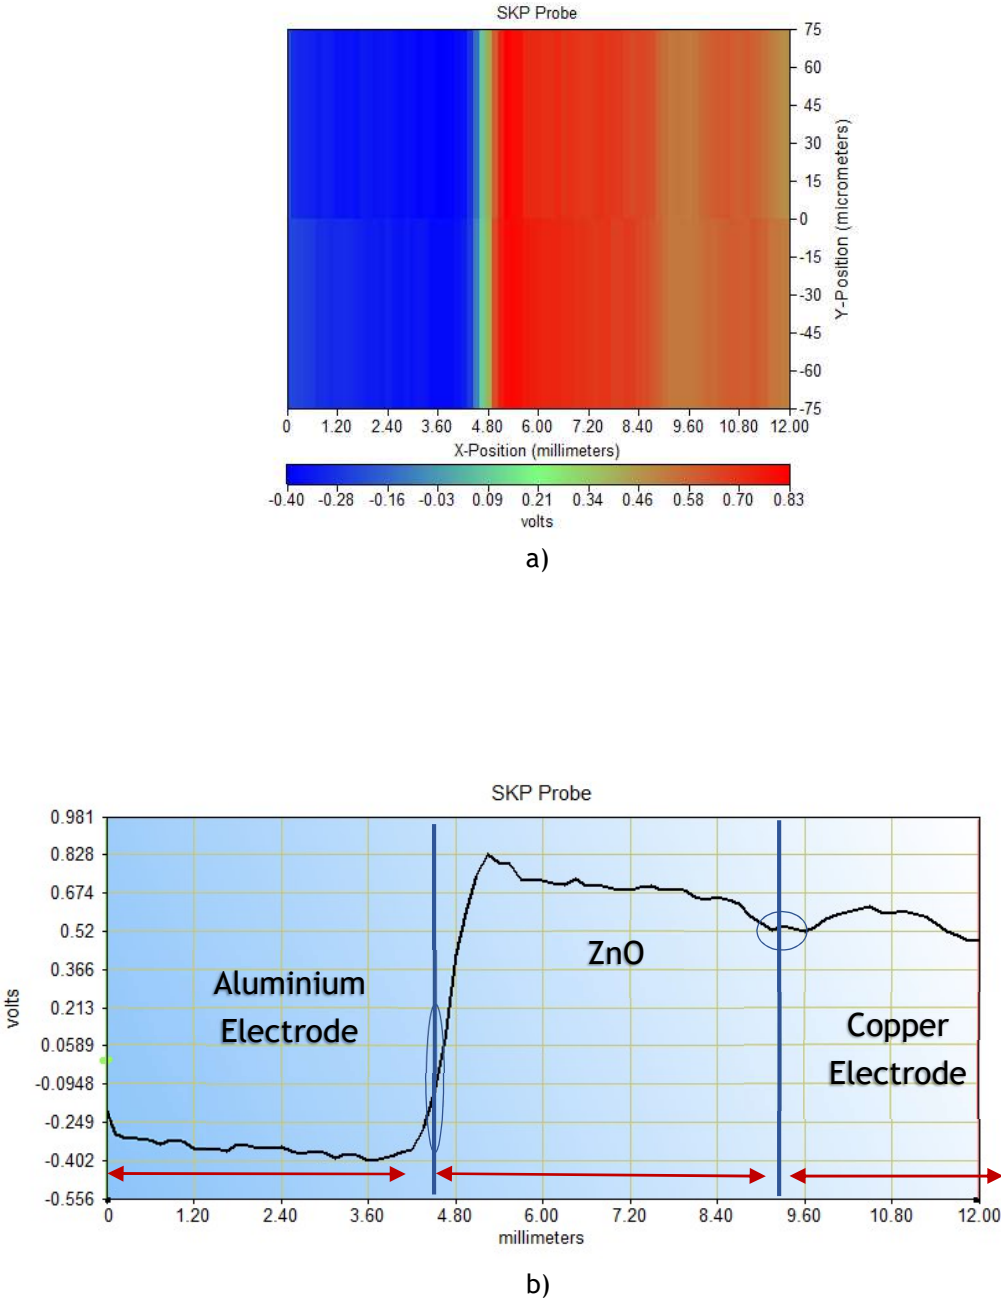 SKP Probe
75
60
45
30
15
0
-15
-30
-45
-60
-75
Y-Position (micrometers)
0 1.20 2.40 3.60 4.80 6.00 7.20 8.40 9.60 10.80 12.00
X-Position (millimeters)
-0.40 -0.28 -0.16 -0.03 0.09 0.21 0.34 0.46 0.58 0.70 0.83
volts
a)
SKP Probe
0.981
0.828
0.674
0.52
0.366
0.213
0.0589
-0.0948
-0.249
-0.402
-0.556
volts
Aluminium
Electrode
ZnO
Copper
Electrode
0 1.20 2.40 3.60 4.80 6.00 7.20 8.40 9.60 10.80 12.00
millimeters
b)